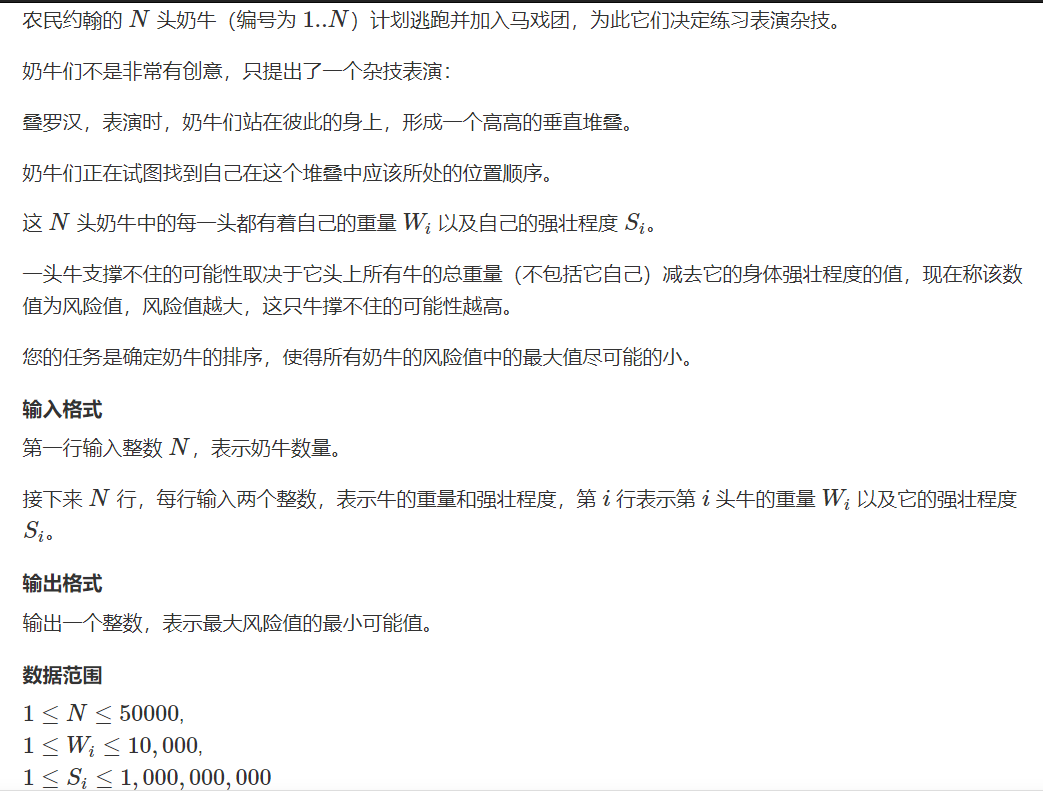 农民约翰的 N 头奶牛（编号为 1..N）计划逃跑并加入马戏团，为此它们决定练习表演杂技。
奶牛们不是非常有创意，只提出了一个杂技表演：
叠罗汉，表演时，奶牛们站在彼此的身上，形成一个高高的垂直堆叠。
奶牛们正在试图找到自己在这个堆叠中应该所处的位置顺序。
这 N 头奶牛中的每一头都有着自己的重量 Wᵢ 以及自己的强壮程度 Sᵢ。
一头牛支撑不住的可能性取决于它头上所有牛的总重量（不包括它自己）减去它的身体强壮程度的值，现在称该数
值为风险值，风险值越大，这只牛撑不住的可能性越高。
您的任务是确定奶牛的排序，使得所有奶牛的风险值中的最大值尽可能的小。
输入格式
第一行输入整数 N，表示奶牛数量。
接下来 N 行，每行输入两个整数，表示牛的重量和强壮程度，第 i 行表示第 i 头牛的重量 Wᵢ 以及它的强壮程度
Sᵢ。
输出格式
输出一个整数，表示最大风险值的最小可能值。
数据范围
1 ≤ N ≤ 50000,
1 ≤ Wᵢ ≤ 10,000,
1 ≤ Sᵢ ≤ 1,000,000,000